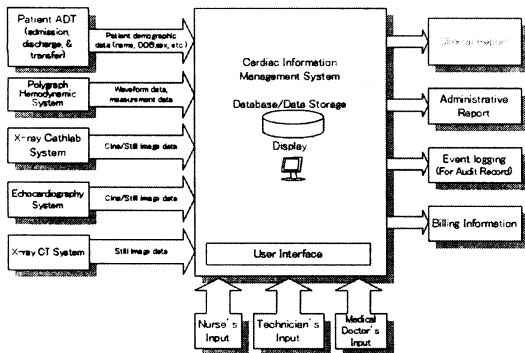 Patient ADT
(admission,
discharge, &
transfer)
Patient demographic
data (name, DOB, sex, etc.)
Polygraph
Hemodynamic
System
Waveform data,
measurement data
X-ray Cathlab
System
Cine/Still image data
Echocardiography
System
Cine/Still image data
X-ray CT System
Still image data
Cardiac Information
Management System
Database/Data Storage
Display
User Interface
Clinical Report
Administrative
Report
Event logging
(For Audit Record)
Billing Information
Nurse's
Input
Technician's
Input
Medical
Doctor's
Input